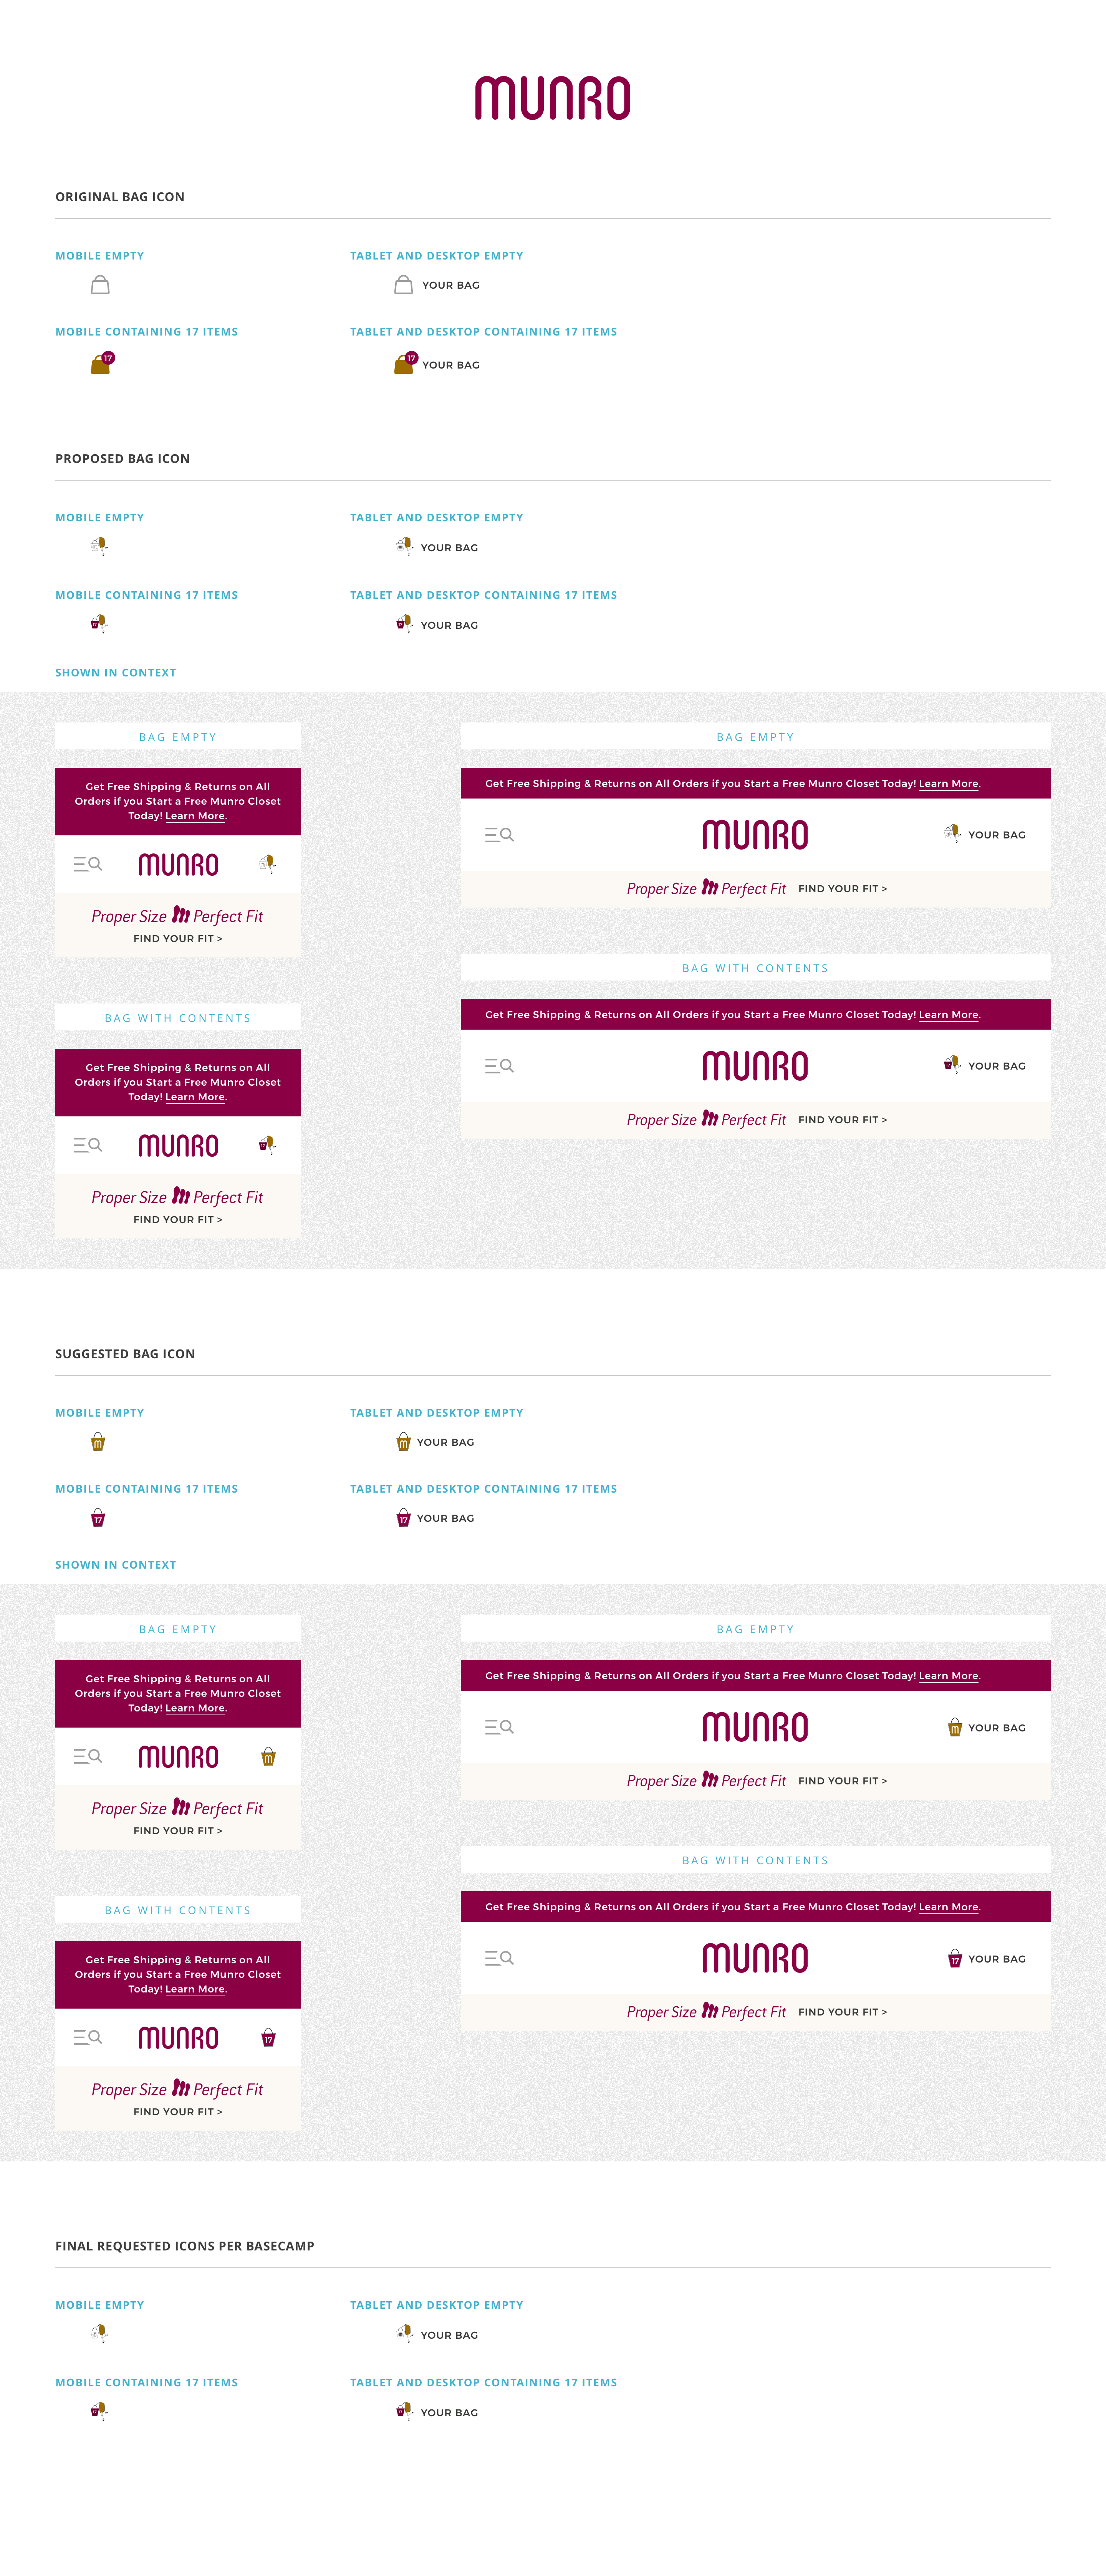 MUNRO
ORIGINAL BAG ICON
MOBILE EMPTY
TABLET AND DESKTOP EMPTY
YOUR BAG
MOBILE CONTAINING 17 ITEMS
TABLET AND DESKTOP CONTAINING 17 ITEMS
17
17
YOUR BAG
PROPOSED BAG ICON
MOBILE EMPTY
TABLET AND DESKTOP EMPTY
YOUR BAG
MOBILE CONTAINING 17 ITEMS
TABLET AND DESKTOP CONTAINING 17 ITEMS
17
17
YOUR BAG
SHOWN IN CONTEXT
BAG EMPTY
Get Free Shipping & Returns on All
Orders if you Start a Free Munro Closet
Today! Learn More.
MUNRO
Proper Size m Perfect Fit
FIND YOUR FIT >
BAG WITH CONTENTS
Get Free Shipping & Returns on All
Orders if you Start a Free Munro Closet
Today! Learn More.
MUNRO
17
Proper Size m Perfect Fit
FIND YOUR FIT >
BAG EMPTY
Get Free Shipping & Returns on All Orders if you Start a Free Munro Closet Today! Learn More.
MUNRO
YOUR BAG
Proper Size m Perfect Fit FIND YOUR FIT >
BAG WITH CONTENTS
Get Free Shipping & Returns on All Orders if you Start a Free Munro Closet Today! Learn More.
MUNRO
17
YOUR BAG
Proper Size m Perfect Fit FIND YOUR FIT >
SUGGESTED BAG ICON
MOBILE EMPTY
TABLET AND DESKTOP EMPTY
m
m
YOUR BAG
MOBILE CONTAINING 17 ITEMS
TABLET AND DESKTOP CONTAINING 17 ITEMS
17
17
YOUR BAG
SHOWN IN CONTEXT
BAG EMPTY
Get Free Shipping & Returns on All
Orders if you Start a Free Munro Closet
Today! Learn More.
MUNRO
m
Proper Size m Perfect Fit
FIND YOUR FIT >
BAG WITH CONTENTS
Get Free Shipping & Returns on All
Orders if you Start a Free Munro Closet
Today! Learn More.
MUNRO
17
Proper Size m Perfect Fit
FIND YOUR FIT >
BAG EMPTY
Get Free Shipping & Returns on All Orders if you Start a Free Munro Closet Today! Learn More.
MUNRO
m
YOUR BAG
Proper Size m Perfect Fit FIND YOUR FIT >
BAG WITH CONTENTS
Get Free Shipping & Returns on All Orders if you Start a Free Munro Closet Today! Learn More.
MUNRO
17
YOUR BAG
Proper Size m Perfect Fit FIND YOUR FIT >
FINAL REQUESTED ICONS PER BASECAMP
MOBILE EMPTY
TABLET AND DESKTOP EMPTY
YOUR BAG
MOBILE CONTAINING 17 ITEMS
TABLET AND DESKTOP CONTAINING 17 ITEMS
17
17
YOUR BAG